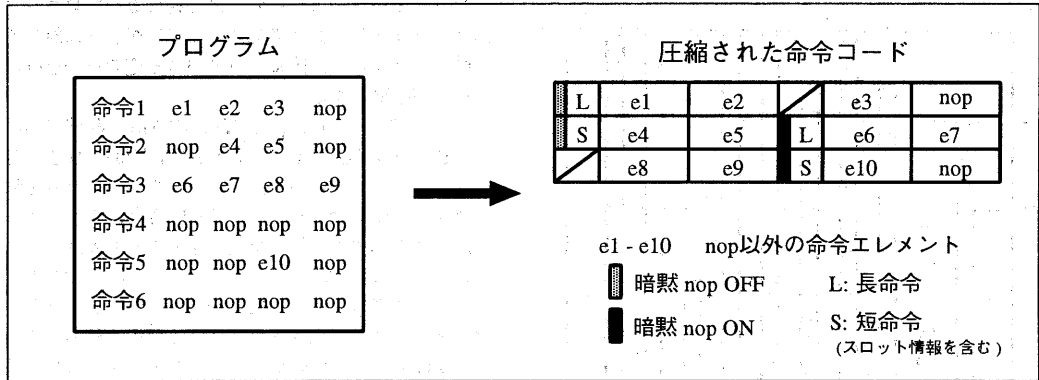 プログラム
命令1 e1 e2 e3 nop
命令2 nop e4 e5 nop
命令3 e6 e7 e8 e9
命令4 nop nop nop nop
命令5 nop nop e10 nop
命令6 nop nop nop nop
圧縮された命令コード
L e1 e2 e3 nop
S e4 e5 L e6 e7
e8 e9 S e10 nop
e1 - e10 nop以外の命令エレメント
暗黙 nop OFF L: 長命令
暗黙 nop ON S: 短命令
(スロット情報を含む)